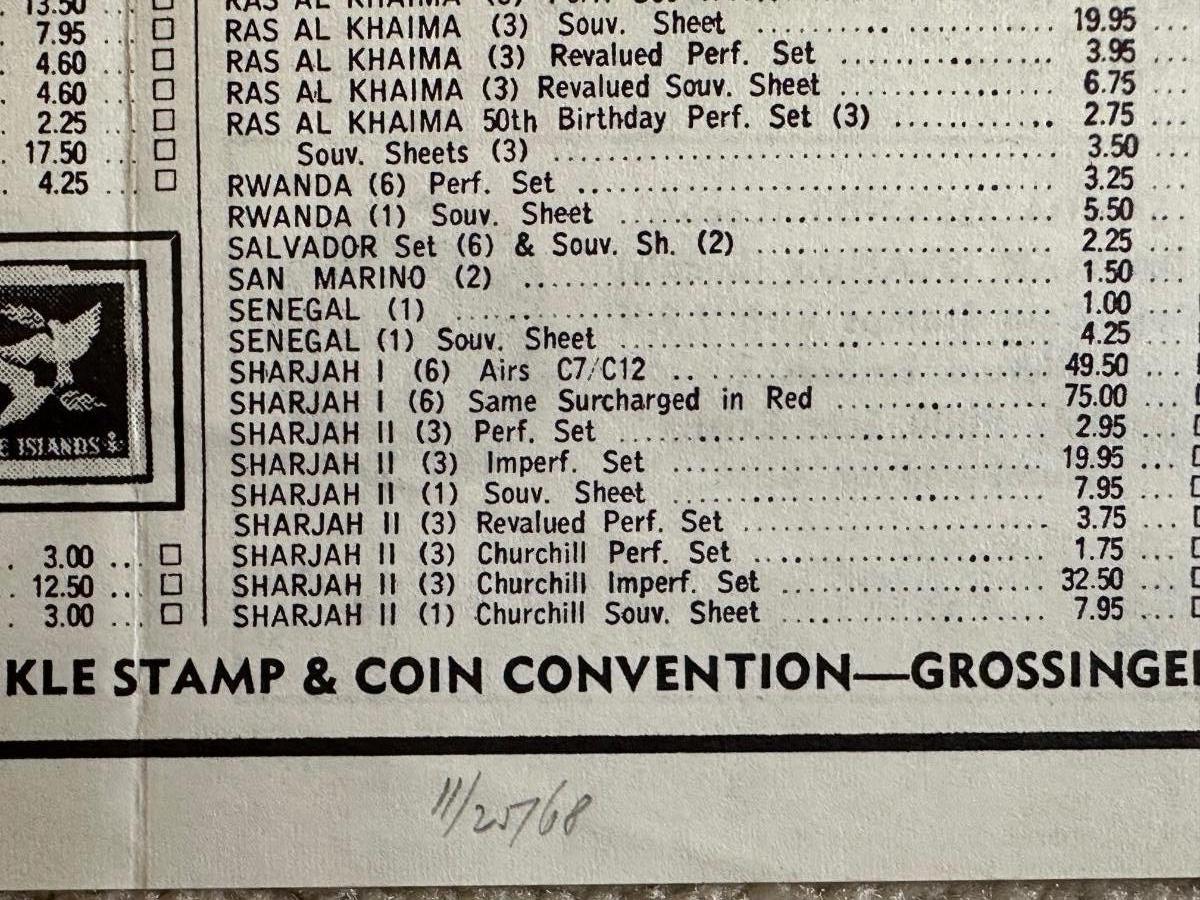 13.50 ... □
7.95 ... □
4.60 ... □
4.60 ... □
2.25 ... □
17.50 ... □
4.25 ... □
E ISLANDS
3.00 ... □
12.50 ... □
3.00 ... □
RAS AL KHAIMA (3)
RAS AL KHAIMA (3) Souv. Sheet .......... 19.95 ...
RAS AL KHAIMA (3) Revalued Perf. Set .......... 3.95 ...
RAS AL KHAIMA (3) Revalued Souv. Sheet .......... 6.75 ...
RAS AL KHAIMA 50th Birthday Perf. Set (3) .......... 2.75 ...
Souv. Sheets (3) .......... 3.50 ...
RWANDA (6) Perf. Set .......... 3.25 ...
RWANDA (1) Souv. Sheet .......... 5.50 ...
SALVADOR Set (6) & Souv. Sh. (2) .......... 2.25 ...
SAN MARINO (2) .......... 1.50 ...
SENEGAL (1) .......... 1.00 ...
SENEGAL (1) Souv. Sheet .......... 4.25 ...
SHARJAH I (6) Airs C7/C12 .......... 49.50 ...
SHARJAH I (6) Same Surcharged in Red .......... 75.00 ...
SHARJAH II (3) Perf. Set .......... 2.95 ...
SHARJAH II (3) Imperf. Set .......... 19.95 ...
SHARJAH II (1) Souv. Sheet .......... 7.95 ...
SHARJAH II (3) Revalued Perf. Set .......... 3.75 ...
SHARJAH II (3) Churchill Perf. Set .......... 1.75 ...
SHARJAH II (3) Churchill Imperf. Set .......... 32.50 ...
SHARJAH II (1) Churchill Souv. Sheet .......... 7.95 ...
KLE STAMP & COIN CONVENTION—GROSSINGE
11/25/68